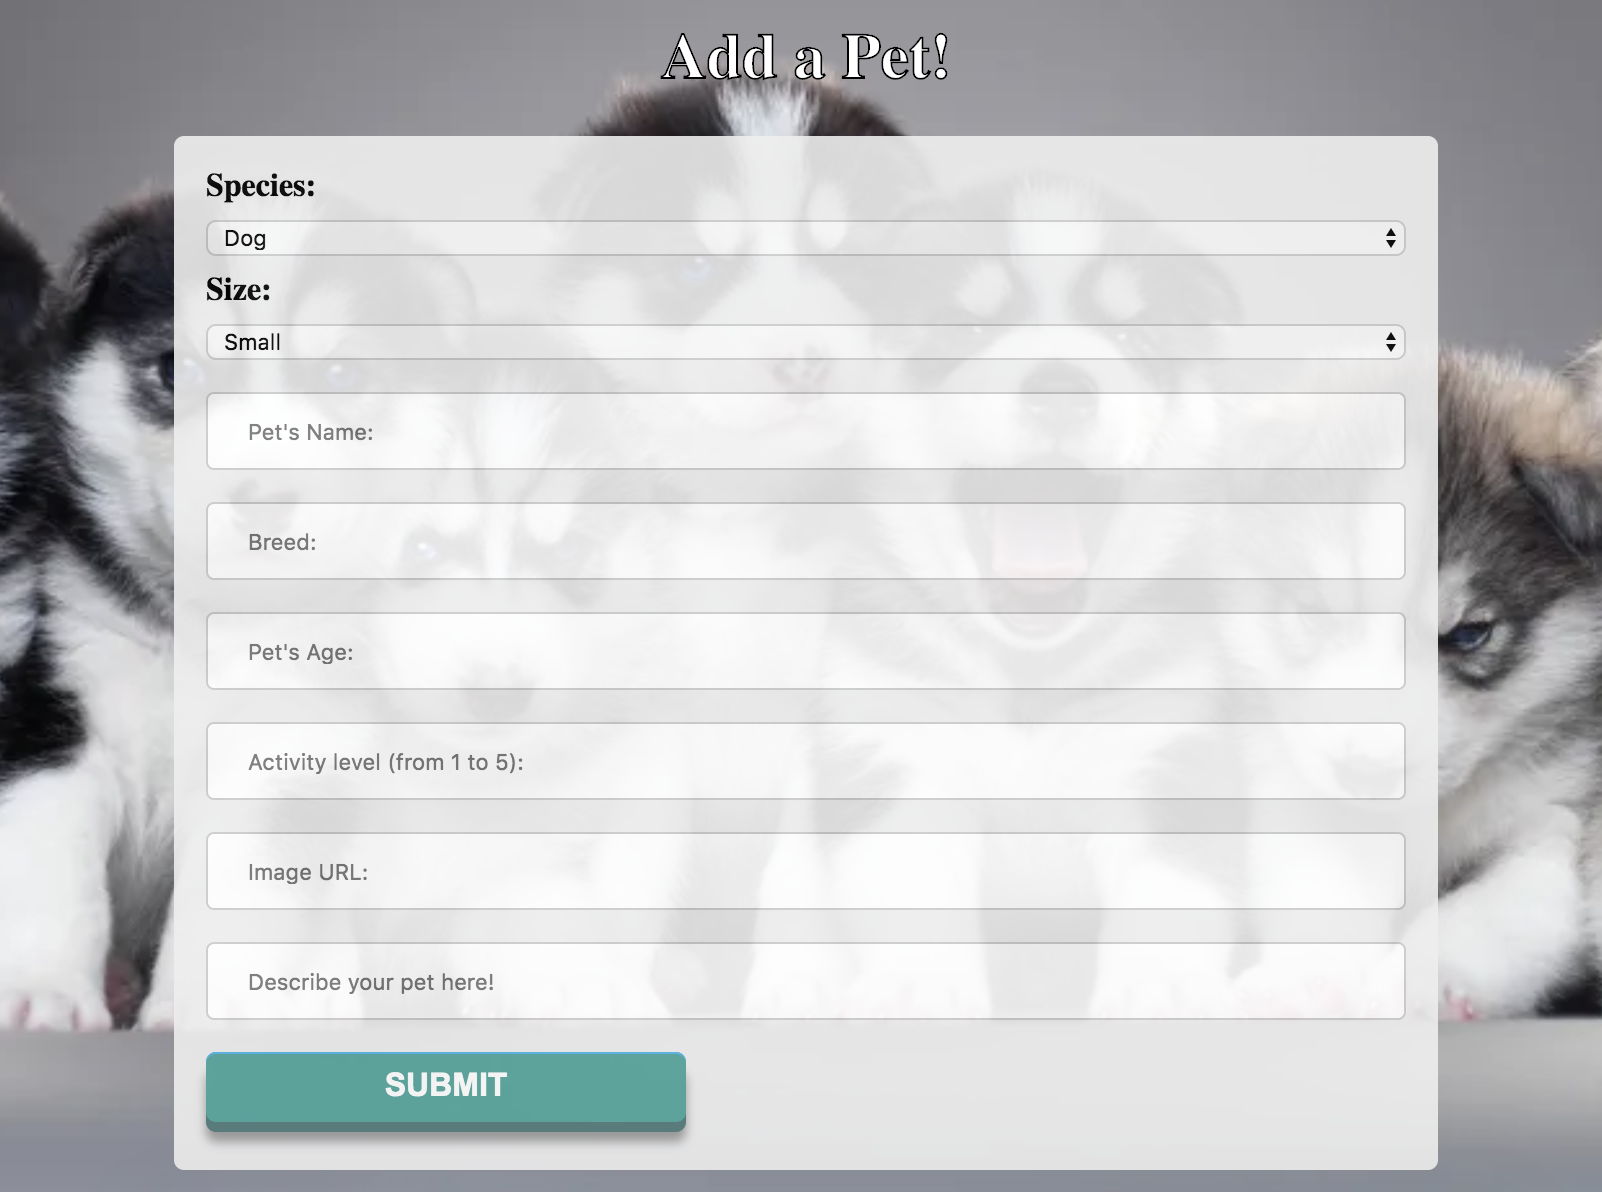 Add a Pet!
Species:
Dog
Size:
Small
Pet's Name:
Breed:
Pet's Age:
Activity level (from 1 to 5):
Image URL:
Describe your pet here!
SUBMIT